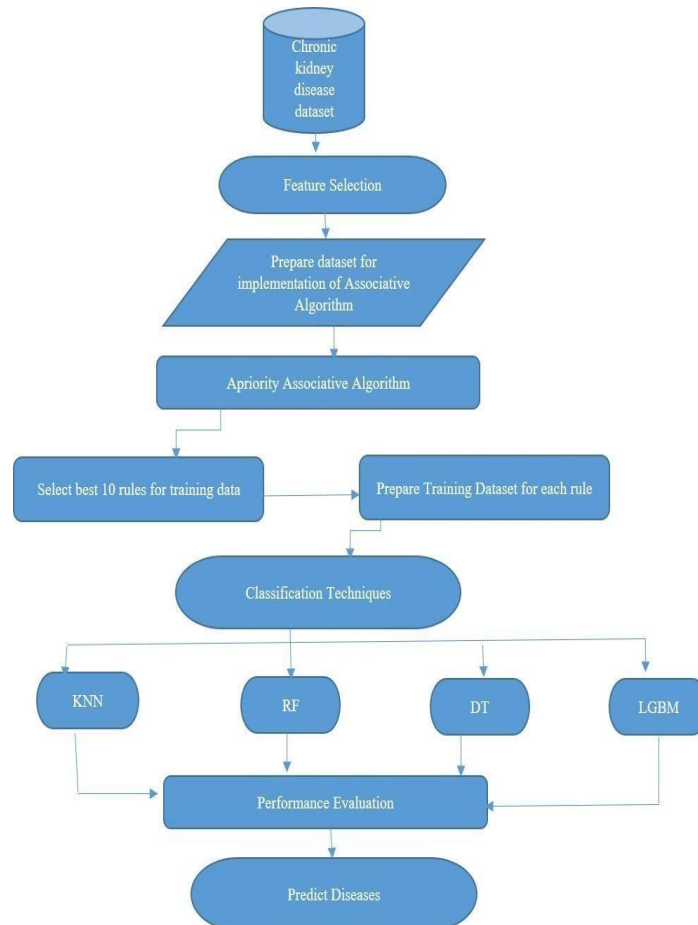 Chronic
kidney
disease
dataset
Feature Selection
Prepare dataset for
implementation of Associative
Algorithm
Apriority Associative Algorithm
Select best 10 rules for training data
Prepare Training Dataset for each rule
Classification Techniques
KNN
RF
DT
LGBM
Performance Evaluation
Predict Diseases